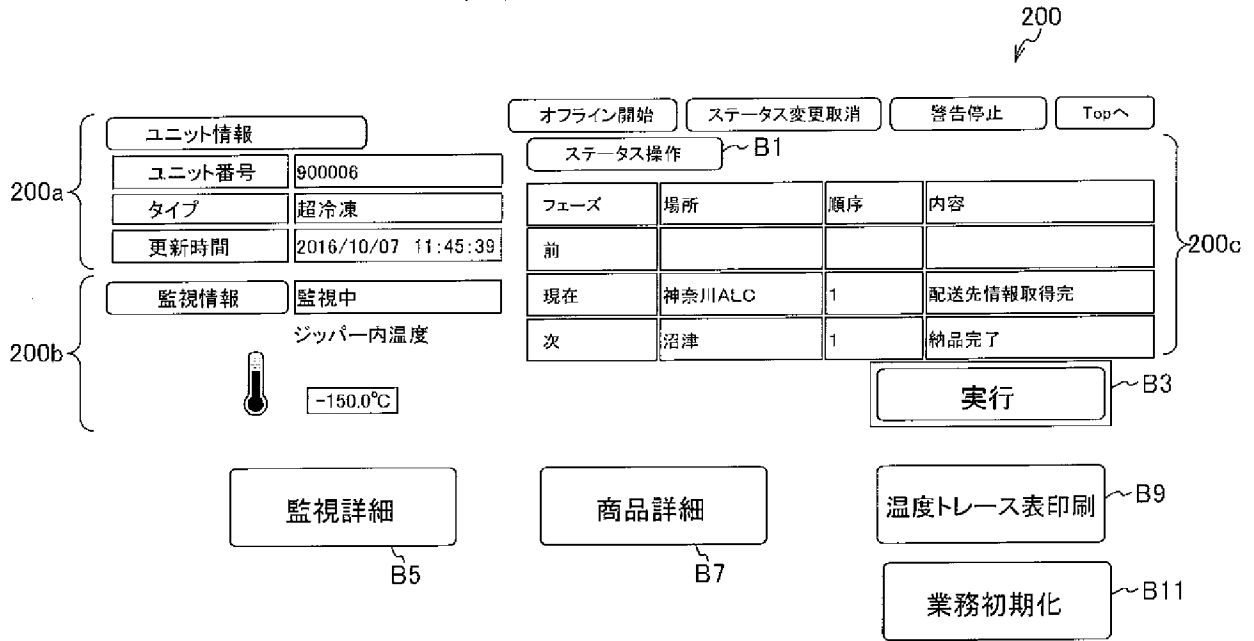 200
オフライン開始 ステータス変更取消 警告停止 Topへ
ユニット情報
ステータス操作 B1
200a
ユニット番号 900006
タイプ 超冷凍
更新時間 2016/10/07 11:45:39
フェーズ 場所 順序 内容
前
現在 神奈川ALC 1 配送先情報取得完
次 沼津 1 納品完了
200c
200b
監視情報 監視中
ジッパー内温度
-150.0℃
実行 B3
監視詳細
B5
商品詳細
B7
温度トレース表印刷 B9
業務初期化 B11